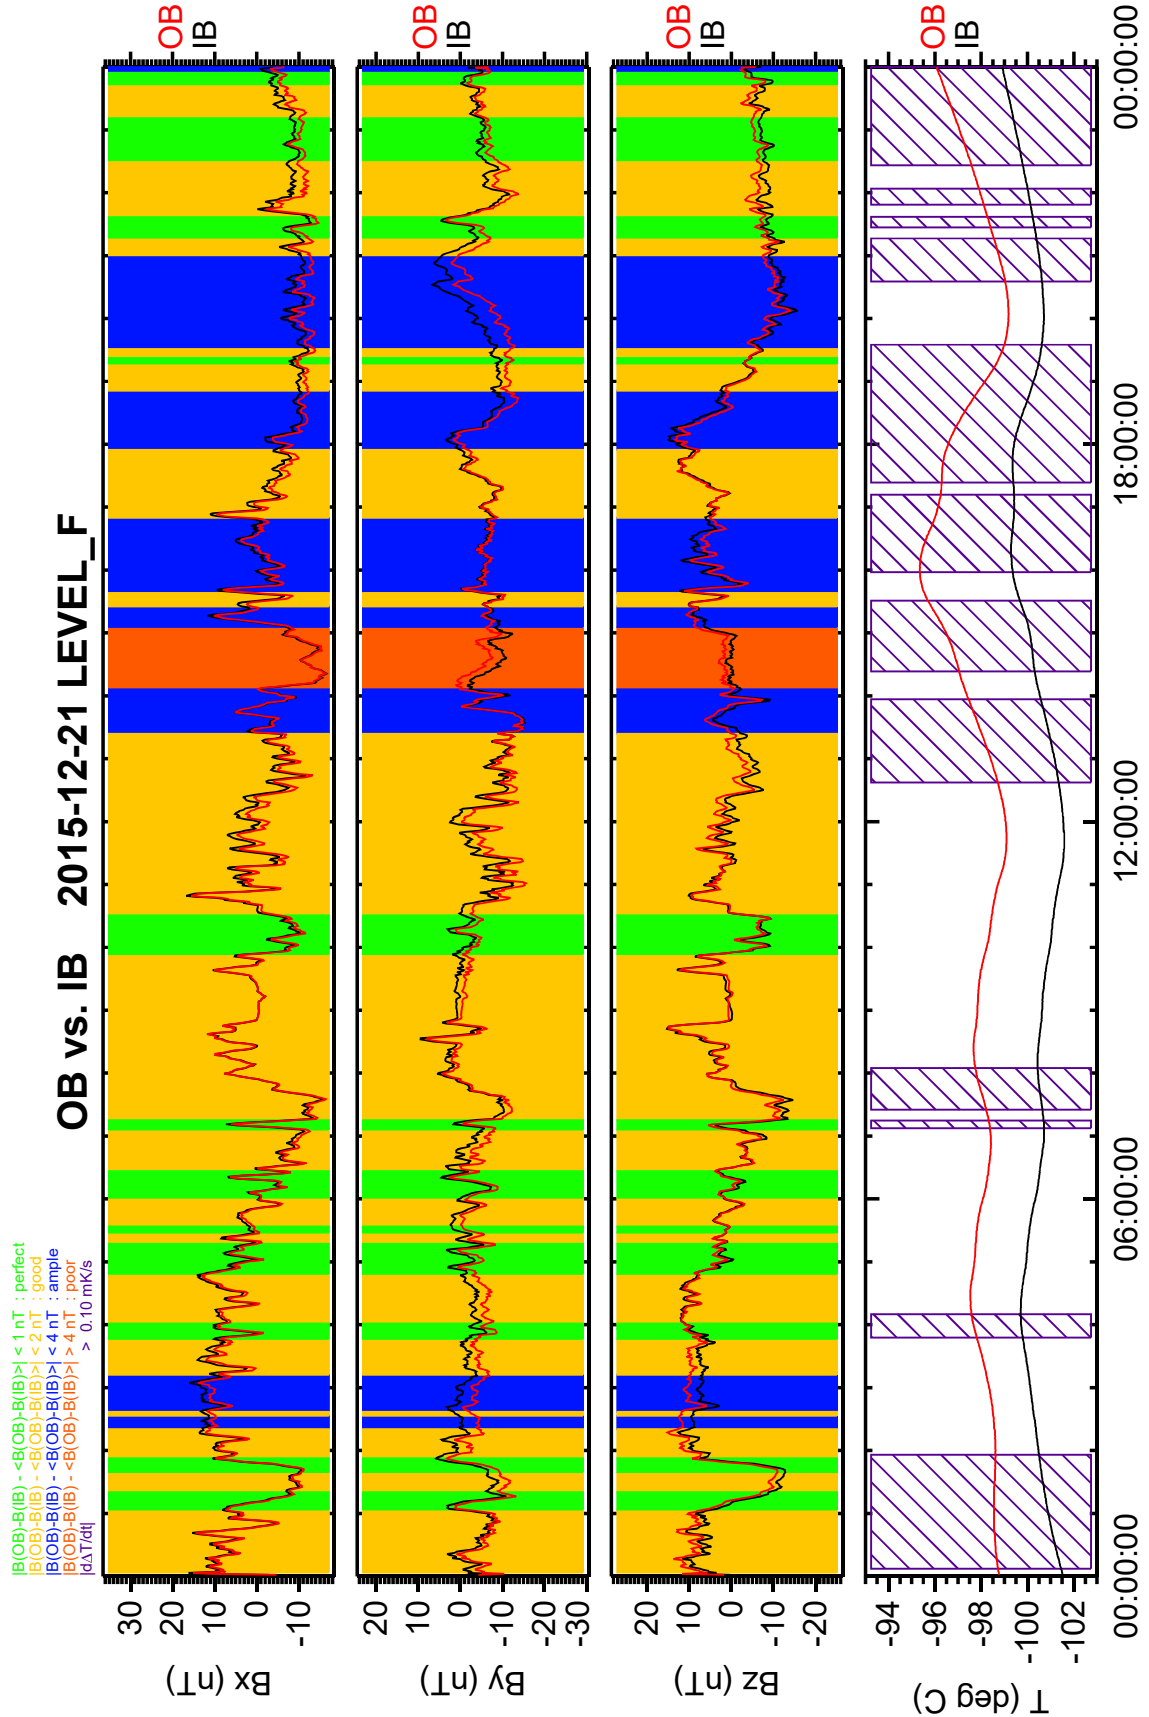 OB vs. IB 2015-12-21 LEVEL_F
|B(OB)-B(IB) - <B(OB)-B(IB)>| < 1 nT : perfect
|B(OB)-B(IB) - <B(OB)-B(IB)>| < 2 nT : good
|B(OB)-B(IB) - <B(OB)-B(IB)>| < 4 nT : ample
|B(OB)-B(IB) - <B(OB)-B(IB)>| > 4 nT : poor
|dΔT/dt| > 0.10 mK/s
Bx (nT)
30
20
10
0
-10
OB
IB
By (nT)
20
10
0
-10
-20
-30
OB
IB
Bz (nT)
20
10
0
-10
-20
OB
IB
T (deg C)
-94
-96
-98
-100
-102
OB
IB
00:00:00
06:00:00
12:00:00
18:00:00
00:00:00